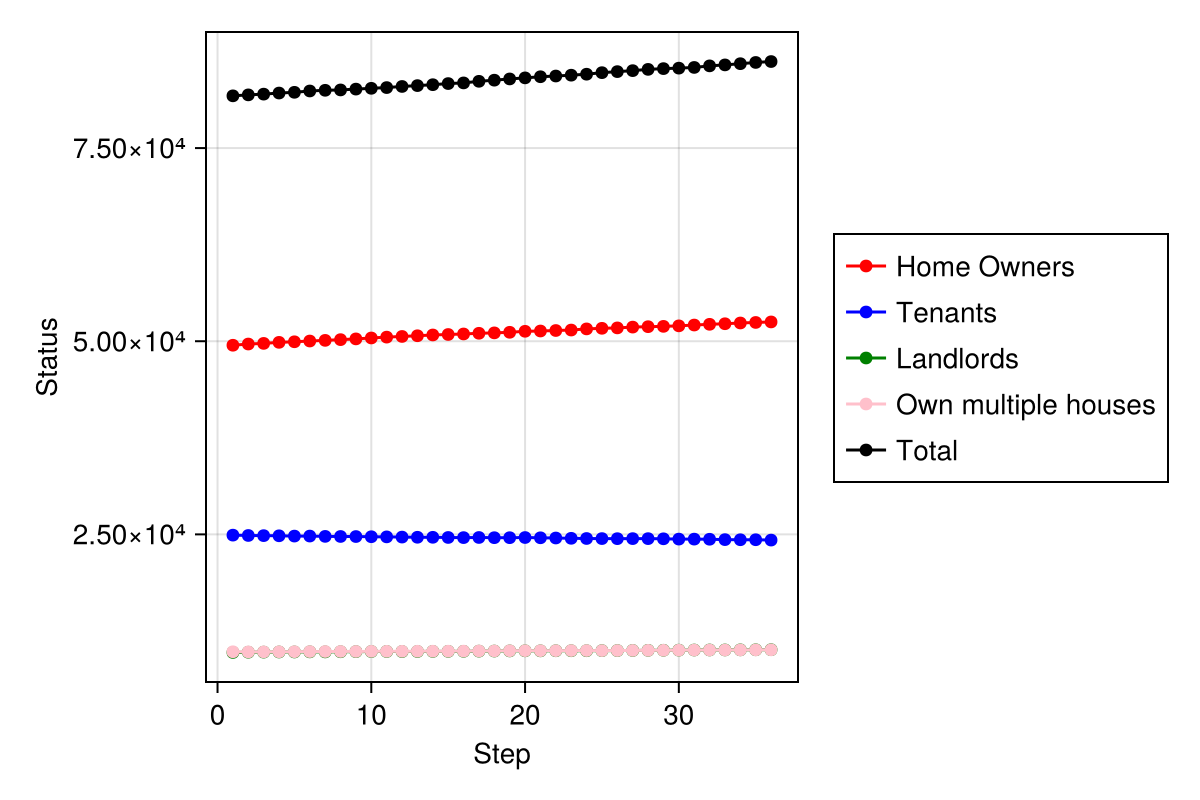 7.50×10⁴
5.00×10⁴
2.50×10⁴
Status
0 10 20 30
Step
Home Owners
Tenants
Landlords
Own multiple houses
Total